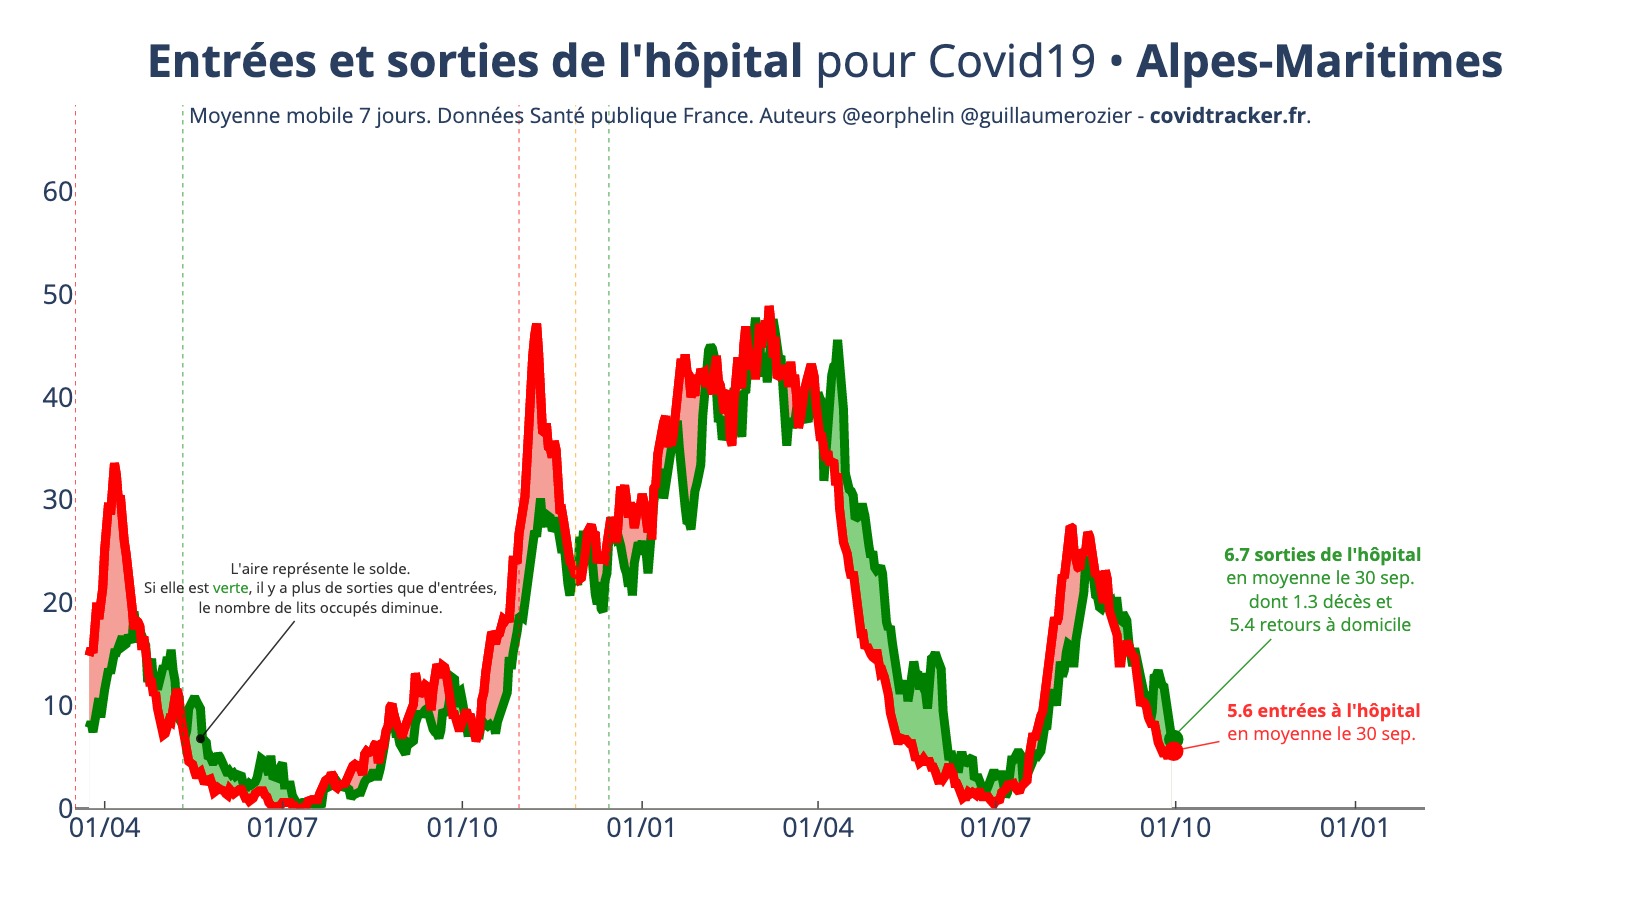 Entrées et sorties de l'hôpital pour Covid19 • Alpes-Maritimes
Moyenne mobile 7 jours. Données Santé publique France. Auteurs @eorphelin @guillaumerozier - covidtracker.fr.
60
50
40
30
20
10
0
L'aire représente le solde.
Si elle est verte, il y a plus de sorties que d'entrées,
le nombre de lits occupés diminue.
6.7 sorties de l'hôpital
en moyenne le 30 sep.
dont 1.3 décès et
5.4 retours à domicile
5.6 entrées à l'hôpital
en moyenne le 30 sep.
01/04 01/07 01/10 01/01 01/04 01/07 01/10 01/01